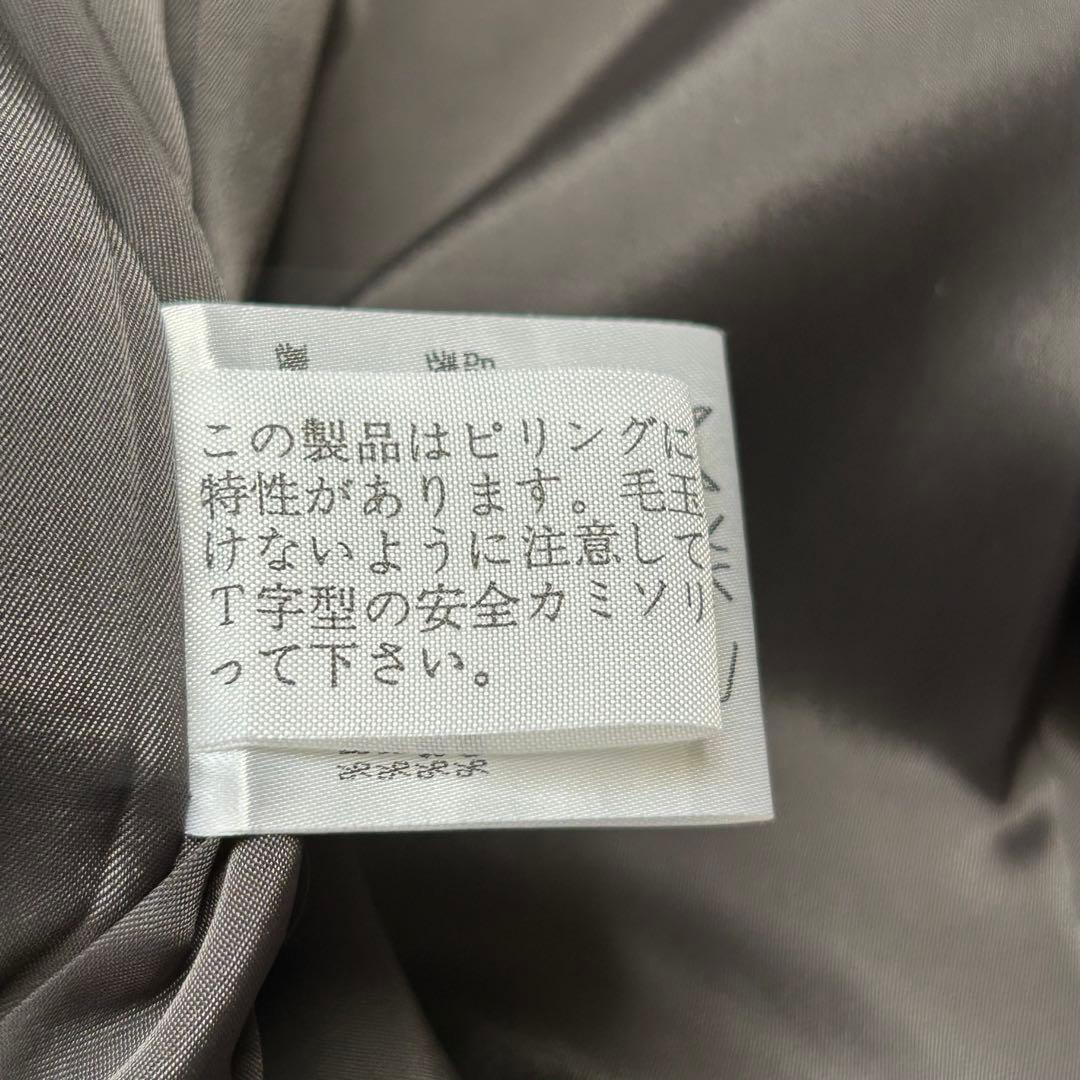 この製品はピリングに
特性があります。毛玉
けないように注意して
T字型の安全カミソリ
って下さい。